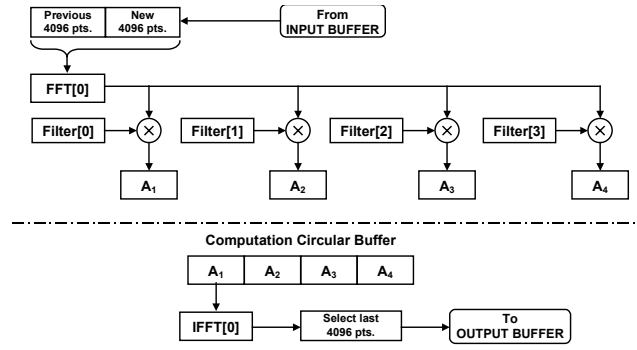 Previous 4096 pts.
New 4096 pts.
From INPUT BUFFER
FFT[0]
Filter[0]
×
Filter[1]
×
Filter[2]
×
Filter[3]
×
A1
A2
A3
A4
Computation Circular Buffer
A1
A2
A3
A4
IFFT[0]
Select last 4096 pts.
To OUTPUT BUFFER